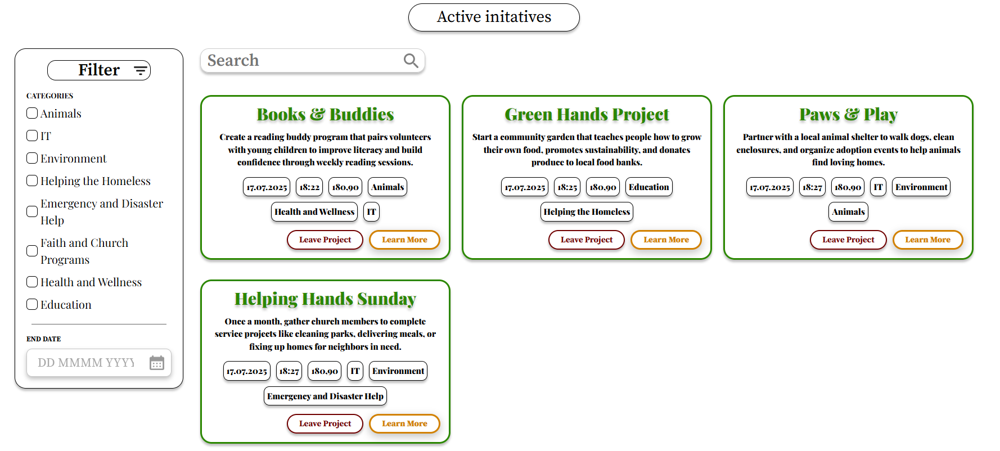 Active initatives
Filter
CATEGORIES
Animals
IT
Environment
Helping the Homeless
Emergency and Disaster
Help
Faith and Church
Programs
Health and Wellness
Education
END DATE
DD MMMM YYYY
Search
Books & Buddies
Create a reading buddy program that pairs volunteers
with young children to improve literacy and build
confidence through weekly reading sessions.
17.07.2025 18:22 180,90 Animals
Health and Wellness IT
Leave Project Learn More
Green Hands Project
Start a community garden that teaches people how to grow
their own food, promotes sustainability, and donates
produce to local food banks.
17.07.2025 18:25 180,90 Education
Helping the Homeless
Leave Project Learn More
Paws & Play
Partner with a local animal shelter to walk dogs, clean
enclosures, and organize adoption events to help animals
find loving homes.
17.07.2025 18:27 180,90 IT Environment
Animals
Leave Project Learn More
Helping Hands Sunday
Once a month, gather church members to complete
service projects like cleaning parks, delivering meals, or
fixing up homes for neighbors in need.
17.07.2025 18:27 180,90 IT Environment
Emergency and Disaster Help
Leave Project Learn More